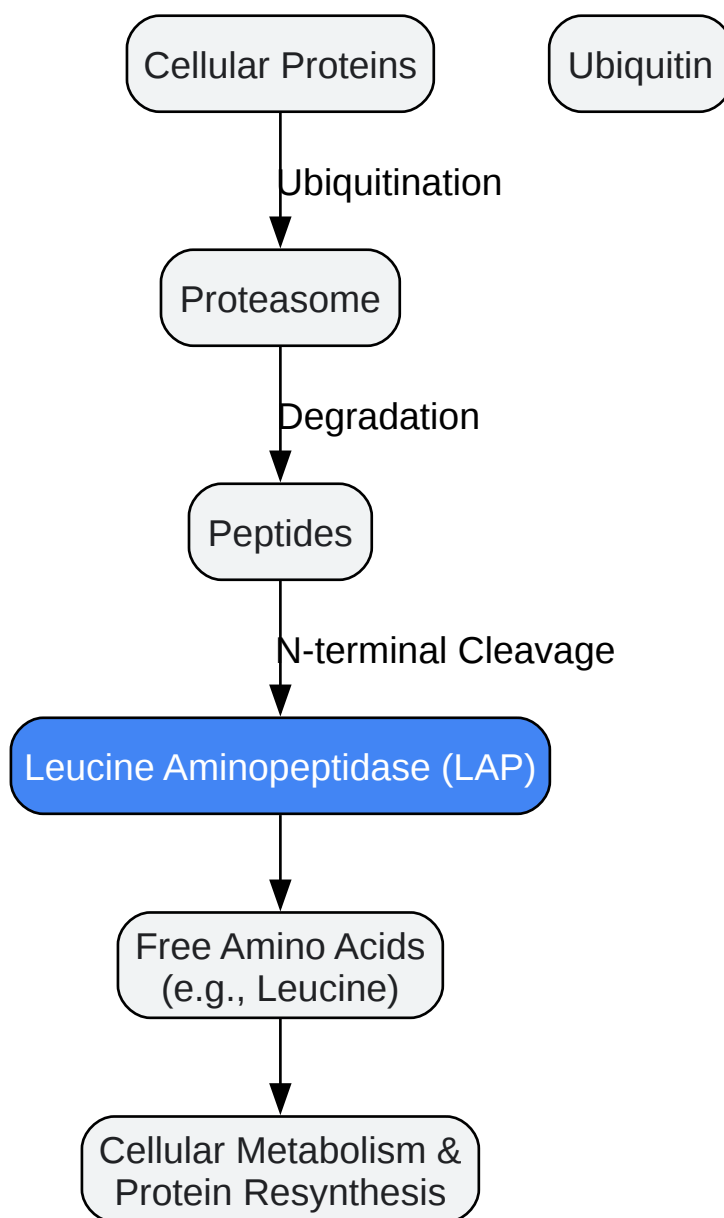 Cellular Proteins
Ubiquitin
Ubiquitination
Proteasome
Degradation
Peptides
N-terminal Cleavage
Leucine Aminopeptidase (LAP)
Free Amino Acids
(e.g., Leucine)
Cellular Metabolism &
Protein Resynthesis